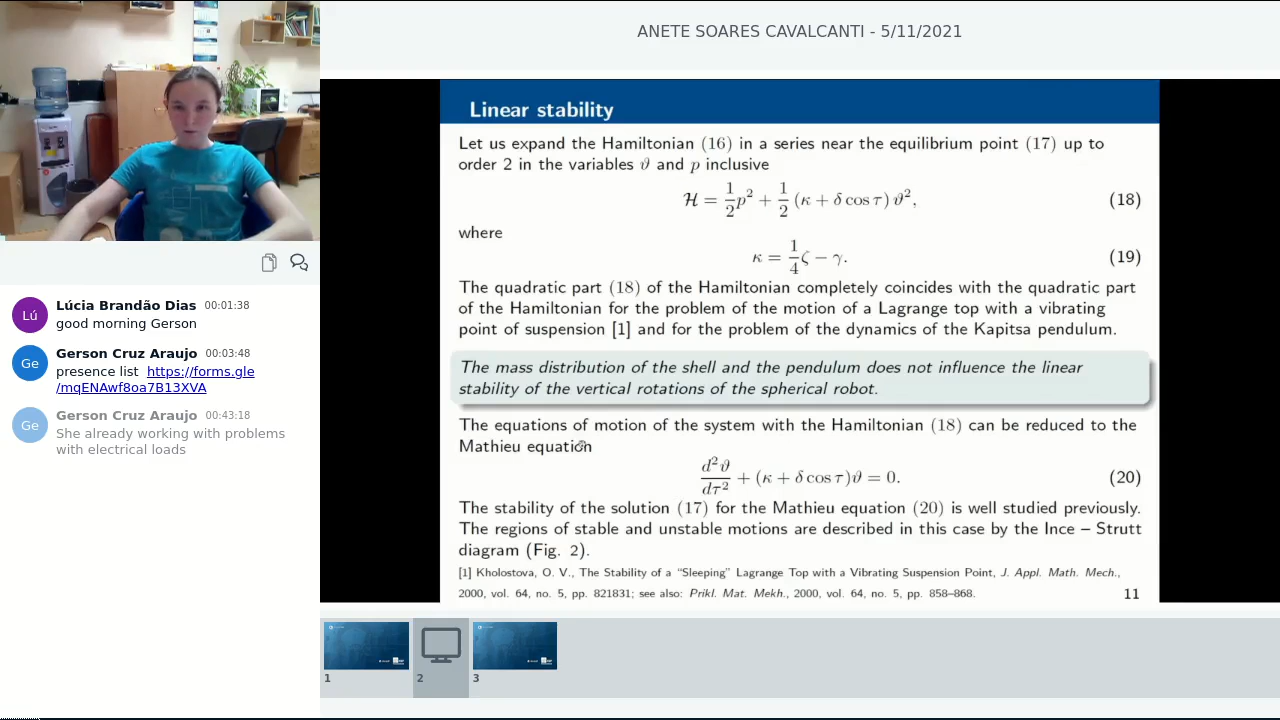 ANETE SOARES CAVALCANTI - 5/11/2021
Lú
Lúcia Brandão Dias 00:01:38
good morning Gerson
Ge
Gerson Cruz Araujo 00:03:48
presence list https://forms.gle
/mqENAwf8oa7B13XVA
Ge
Gerson Cruz Araujo 00:43:18
She already working with problems
with electrical loads
Linear stability
Let us expand the Hamiltonian (16) in a series near the equilibrium point (17) up to
order 2 in the variables ϑ and p inclusive
ℋ = 1/2 p² + 1/2 (κ + δ cos τ) ϑ², (18)
where
κ = 1/4 ζ − γ. (19)
The quadratic part (18) of the Hamiltonian completely coincides with the quadratic part
of the Hamiltonian for the problem of the motion of a Lagrange top with a vibrating
point of suspension [1] and for the problem of the dynamics of the Kapitsa pendulum.
The mass distribution of the shell and the pendulum does not influence the linear
stability of the vertical rotations of the spherical robot.
The equations of motion of the system with the Hamiltonian (18) can be reduced to the
Mathieu equation
d²ϑ/dτ² + (κ + δ cos τ)ϑ = 0. (20)
The stability of the solution (17) for the Mathieu equation (20) is well studied previously.
The regions of stable and unstable motions are described in this case by the Ince – Strutt
diagram (Fig. 2).
[1] Kholostova, O. V., The Stability of a “Sleeping” Lagrange Top with a Vibrating Suspension Point, J. Appl. Math. Mech.,
2000, vol. 64, no. 5, pp. 821831; see also: Prikl. Mat. Mekh., 2000, vol. 64, no. 5, pp. 858–868.
11
1
2
3